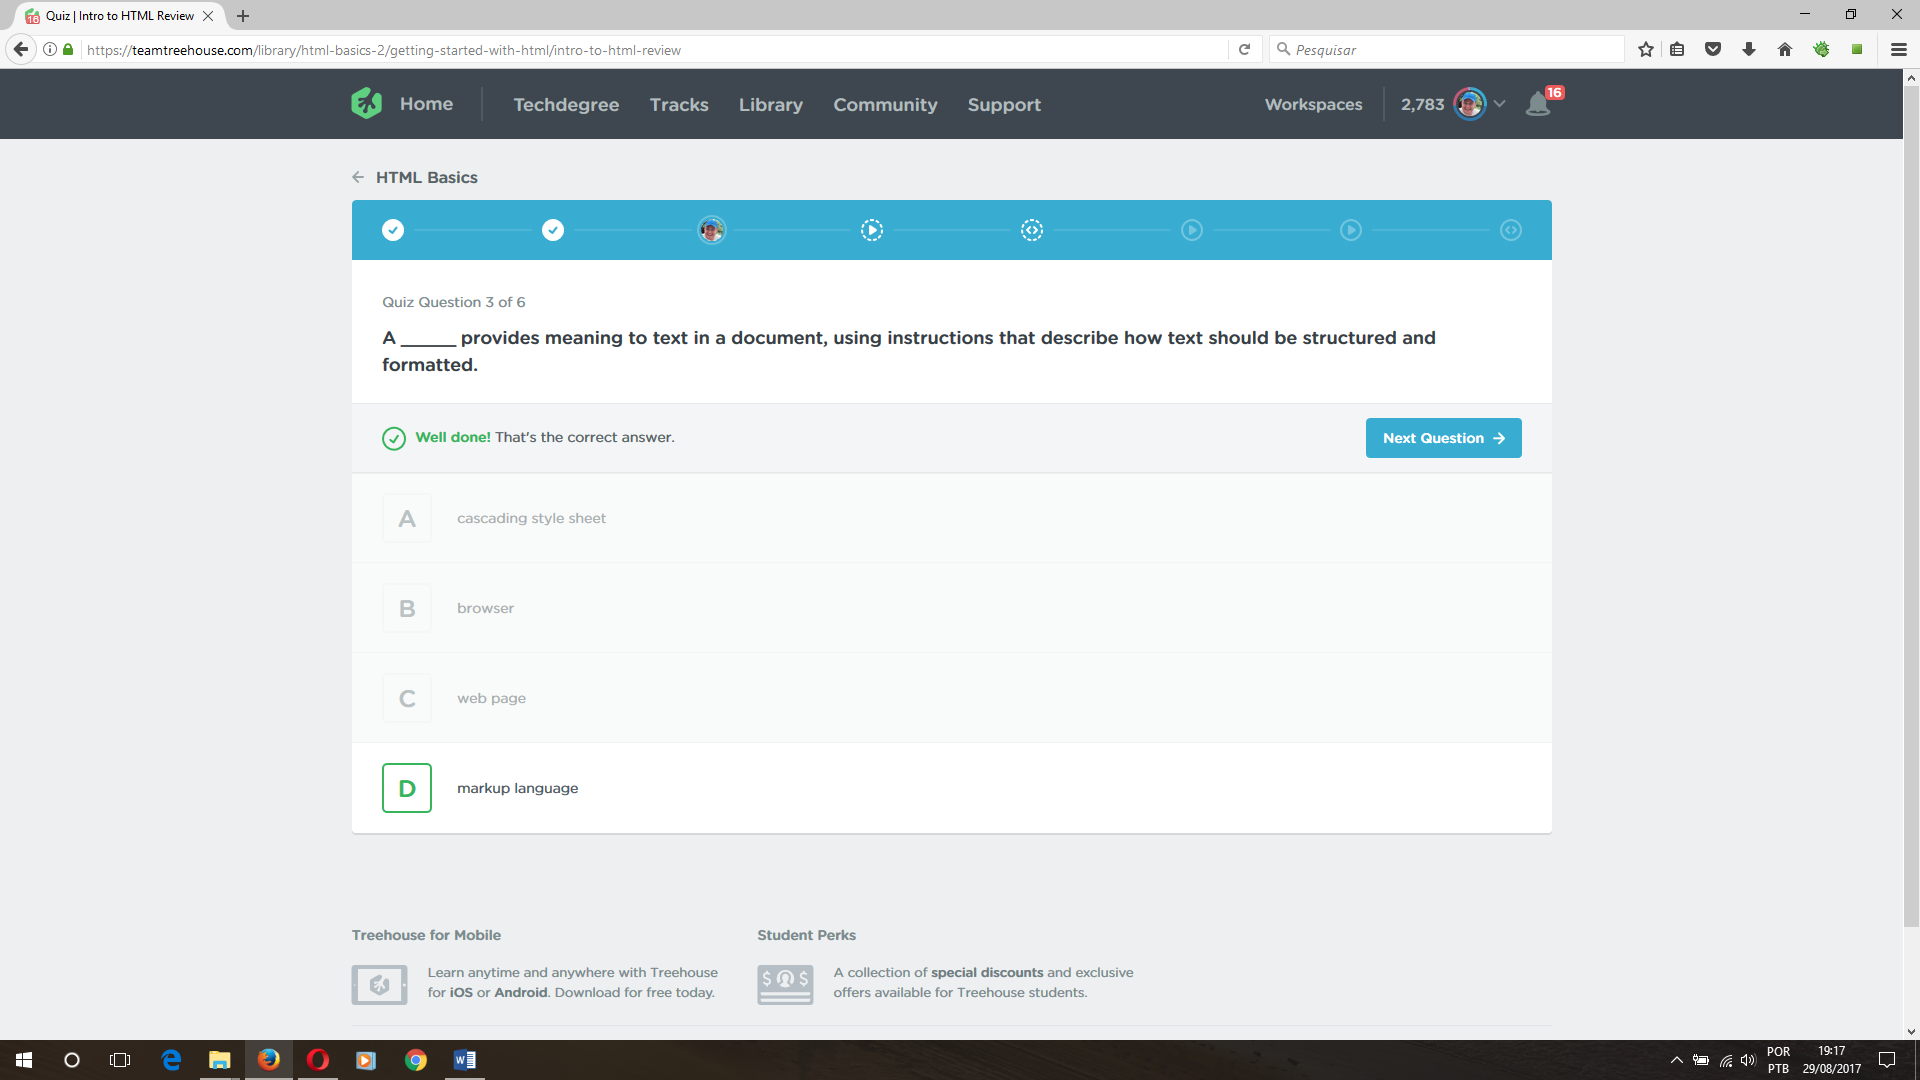 Quiz | Intro to HTML Review
https://teamtreehouse.com/library/html-basics-2/getting-started-with-html/intro-to-html-review
Pesquisar
Home
Techdegree
Tracks
Library
Community
Support
Workspaces
2,783
16
HTML Basics
Quiz Question 3 of 6
A ______ provides meaning to text in a document, using instructions that describe how text should be structured and
formatted.
Well done! That's the correct answer.
Next Question
A cascading style sheet
B browser
C web page
D markup language
Treehouse for Mobile
Learn anytime and anywhere with Treehouse
for iOS or Android. Download for free today.
Student Perks
A collection of special discounts and exclusive
offers available for Treehouse students.
POR
PTB
19:17
29/08/2017